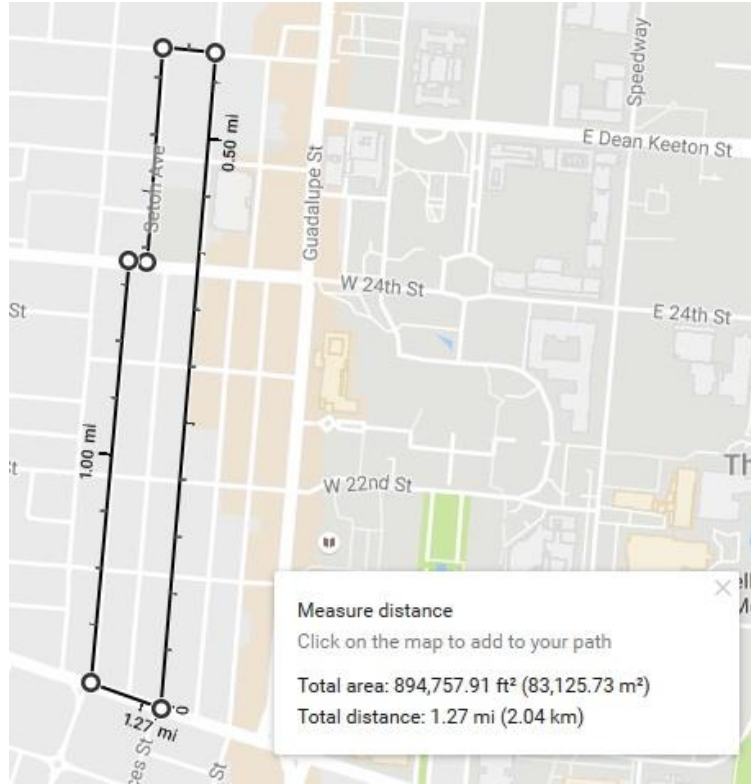 Speedway
E Dean Keeton St
0.50 mi
Seton Ave
Guadalupe St
W 24th St
St
E 24th St
1.00 mi
W 22nd St
Th
Measure distance
Click on the map to add to your path
Total area: 894,757.91 ft² (83,125.73 m²)
Total distance: 1.27 mi (2.04 km)
0
1.27 mi
ces St
St